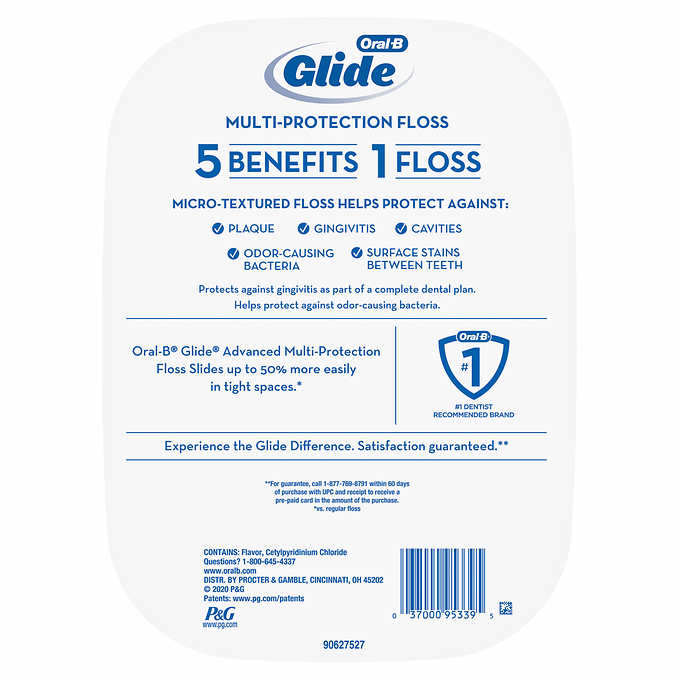 Oral-B
Glide
MULTI-PROTECTION FLOSS
5 BENEFITS 1 FLOSS
MICRO-TEXTURED FLOSS HELPS PROTECT AGAINST:
PLAQUE GINGIVITIS CAVITIES
ODOR-CAUSING BACTERIA
SURFACE STAINS BETWEEN TEETH
Protects against gingivitis as part of a complete dental plan.
Helps protect against odor-causing bacteria.
Oral-B® Glide® Advanced Multi-Protection
Floss Slides up to 50% more easily
in tight spaces.*
Oral-B
#1
#1 DENTIST
RECOMMENDED BRAND
Experience the Glide Difference. Satisfaction guaranteed.**
**For guarantee, call 1-877-769-8791 within 60 days
of purchase with UPC and receipt to receive a
pre-paid card in the amount of the purchase.
*vs. regular floss
CONTAINS: Flavor, Cetylpyridinium Chloride
Questions? 1-800-645-4337
www.oralb.com
DISTR. BY PROCTER & GAMBLE, CINCINNATI, OH 45202
© 2020 P&G
Patents: www.pg.com/patents
P&G
www.pg.com
0 37000 95339 5
90627527